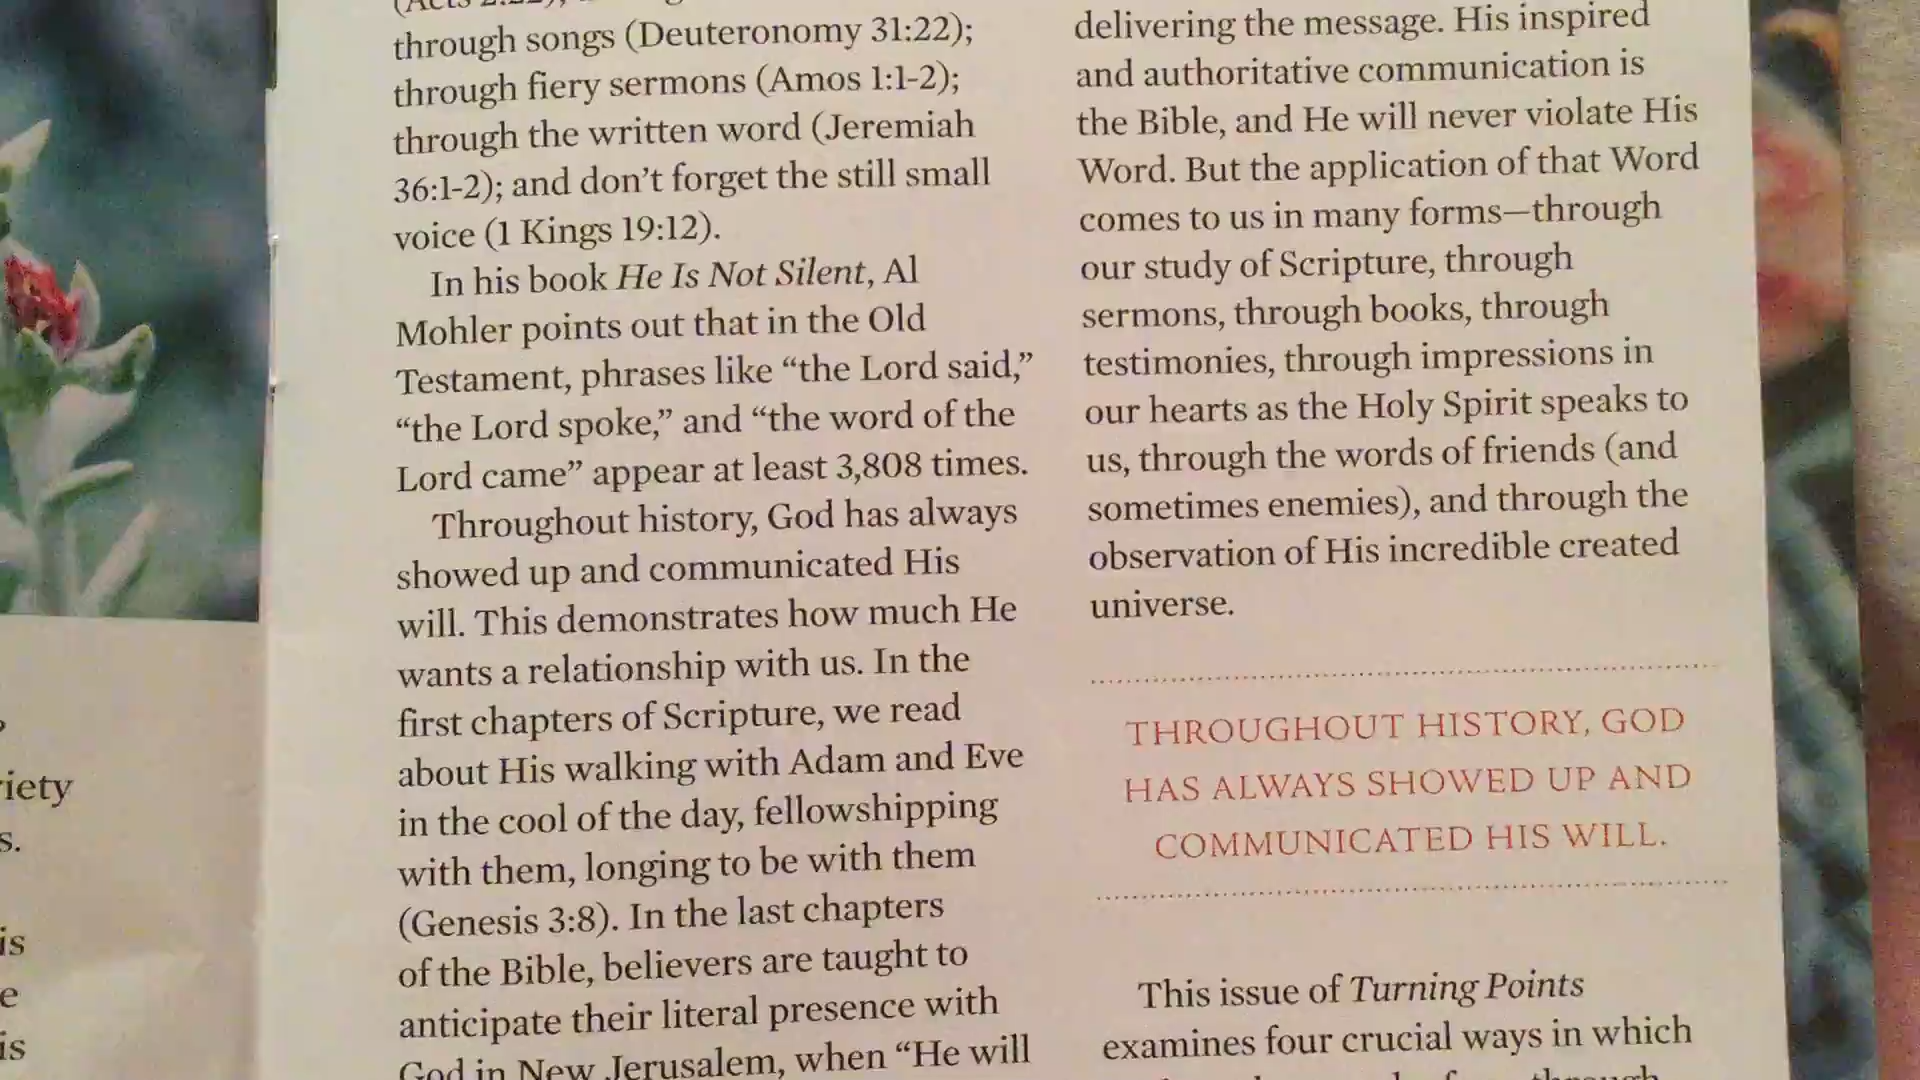 iety
s.
is
e
is
through songs (Deuteronomy 31:22);
through fiery sermons (Amos 1:1-2);
through the written word (Jeremiah
36:1-2); and don’t forget the still small
voice (1 Kings 19:12).
In his book He Is Not Silent, Al
Mohler points out that in the Old
Testament, phrases like “the Lord said,”
“the Lord spoke,” and “the word of the
Lord came” appear at least 3,808 times.
Throughout history, God has always
showed up and communicated His
will. This demonstrates how much He
wants a relationship with us. In the
first chapters of Scripture, we read
about His walking with Adam and Eve
in the cool of the day, fellowshipping
with them, longing to be with them
(Genesis 3:8). In the last chapters
of the Bible, believers are taught to
anticipate their literal presence with
God in New Jerusalem, when “He will
delivering the message. His inspired
and authoritative communication is
the Bible, and He will never violate His
Word. But the application of that Word
comes to us in many forms—through
our study of Scripture, through
sermons, through books, through
testimonies, through impressions in
our hearts as the Holy Spirit speaks to
us, through the words of friends (and
sometimes enemies), and through the
observation of His incredible created
universe.
THROUGHOUT HISTORY, GOD
HAS ALWAYS SHOWED UP AND
COMMUNICATED HIS WILL.
This issue of Turning Points
examines four crucial ways in which
through